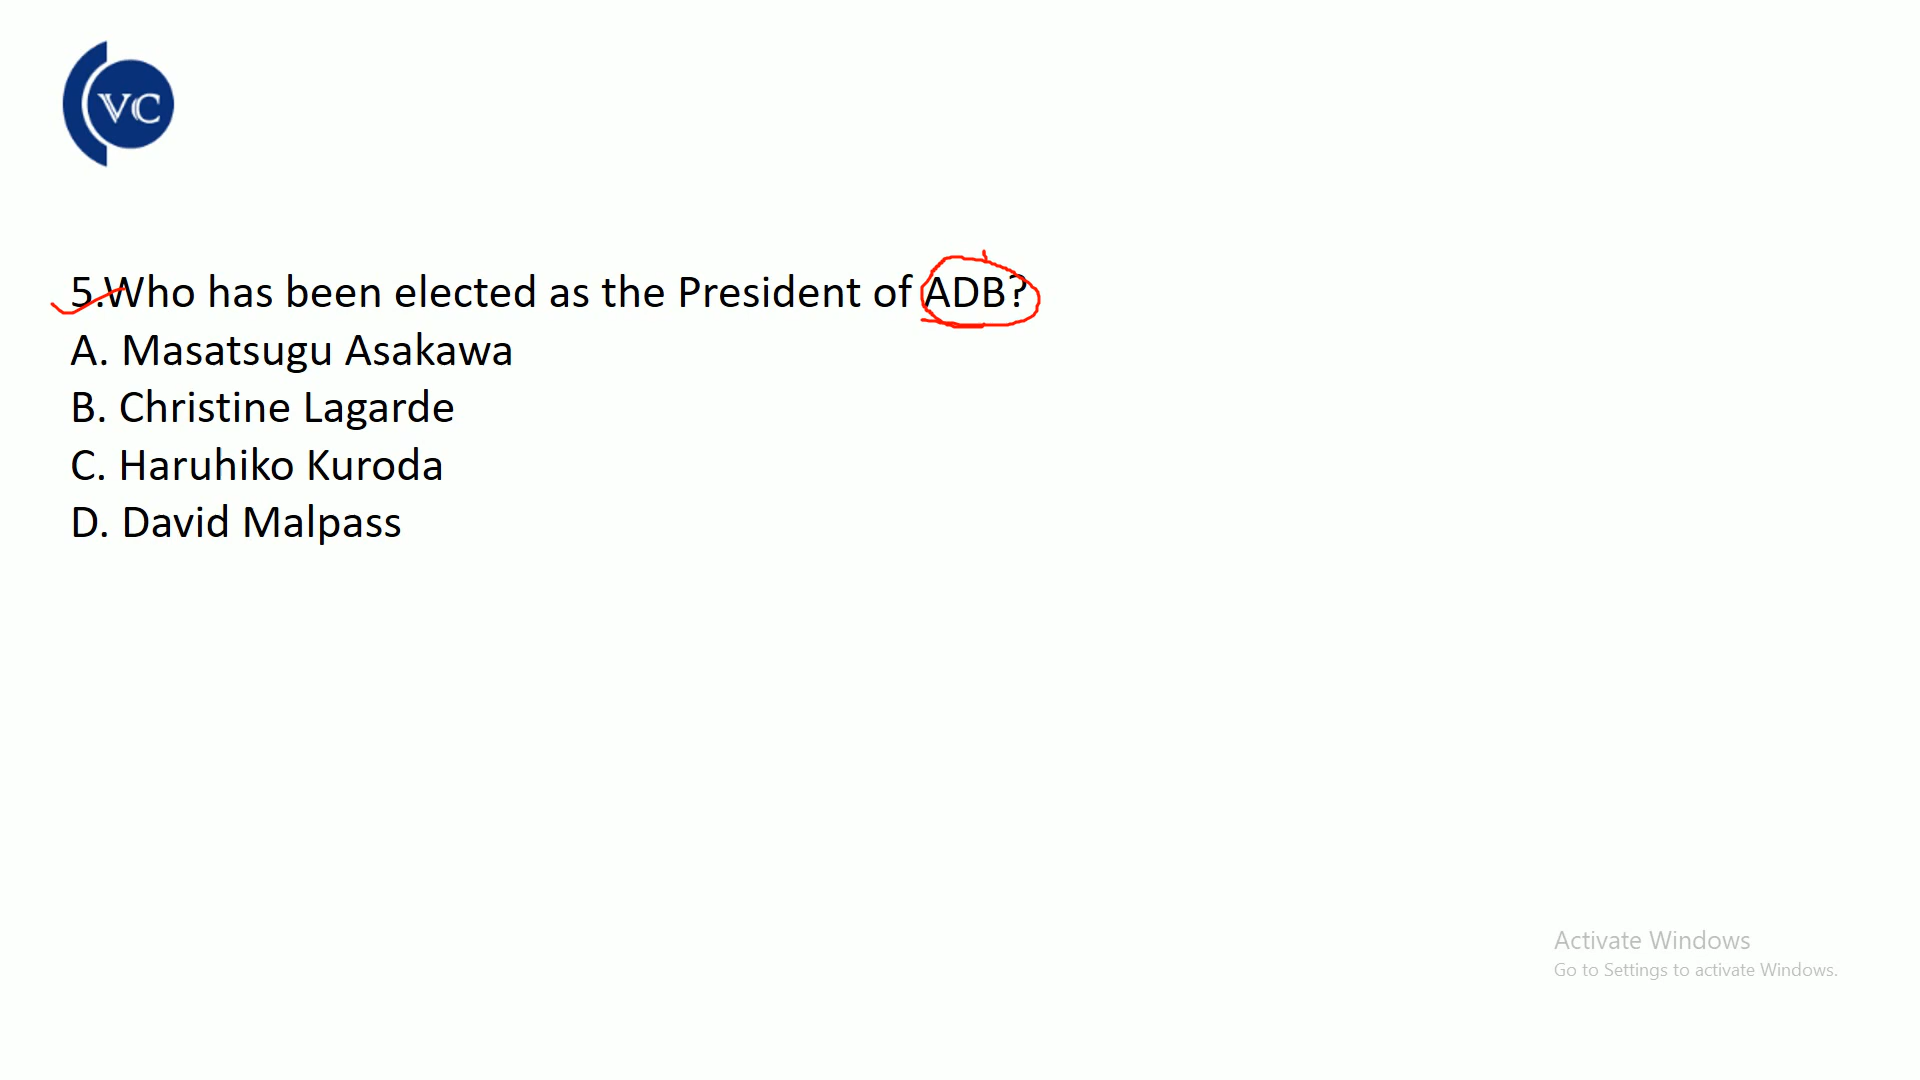 VC
5.Who has been elected as the President of ADB?
A. Masatsugu Asakawa
B. Christine Lagarde
C. Haruhiko Kuroda
D. David Malpass
Activate Windows
Go to Settings to activate Windows.